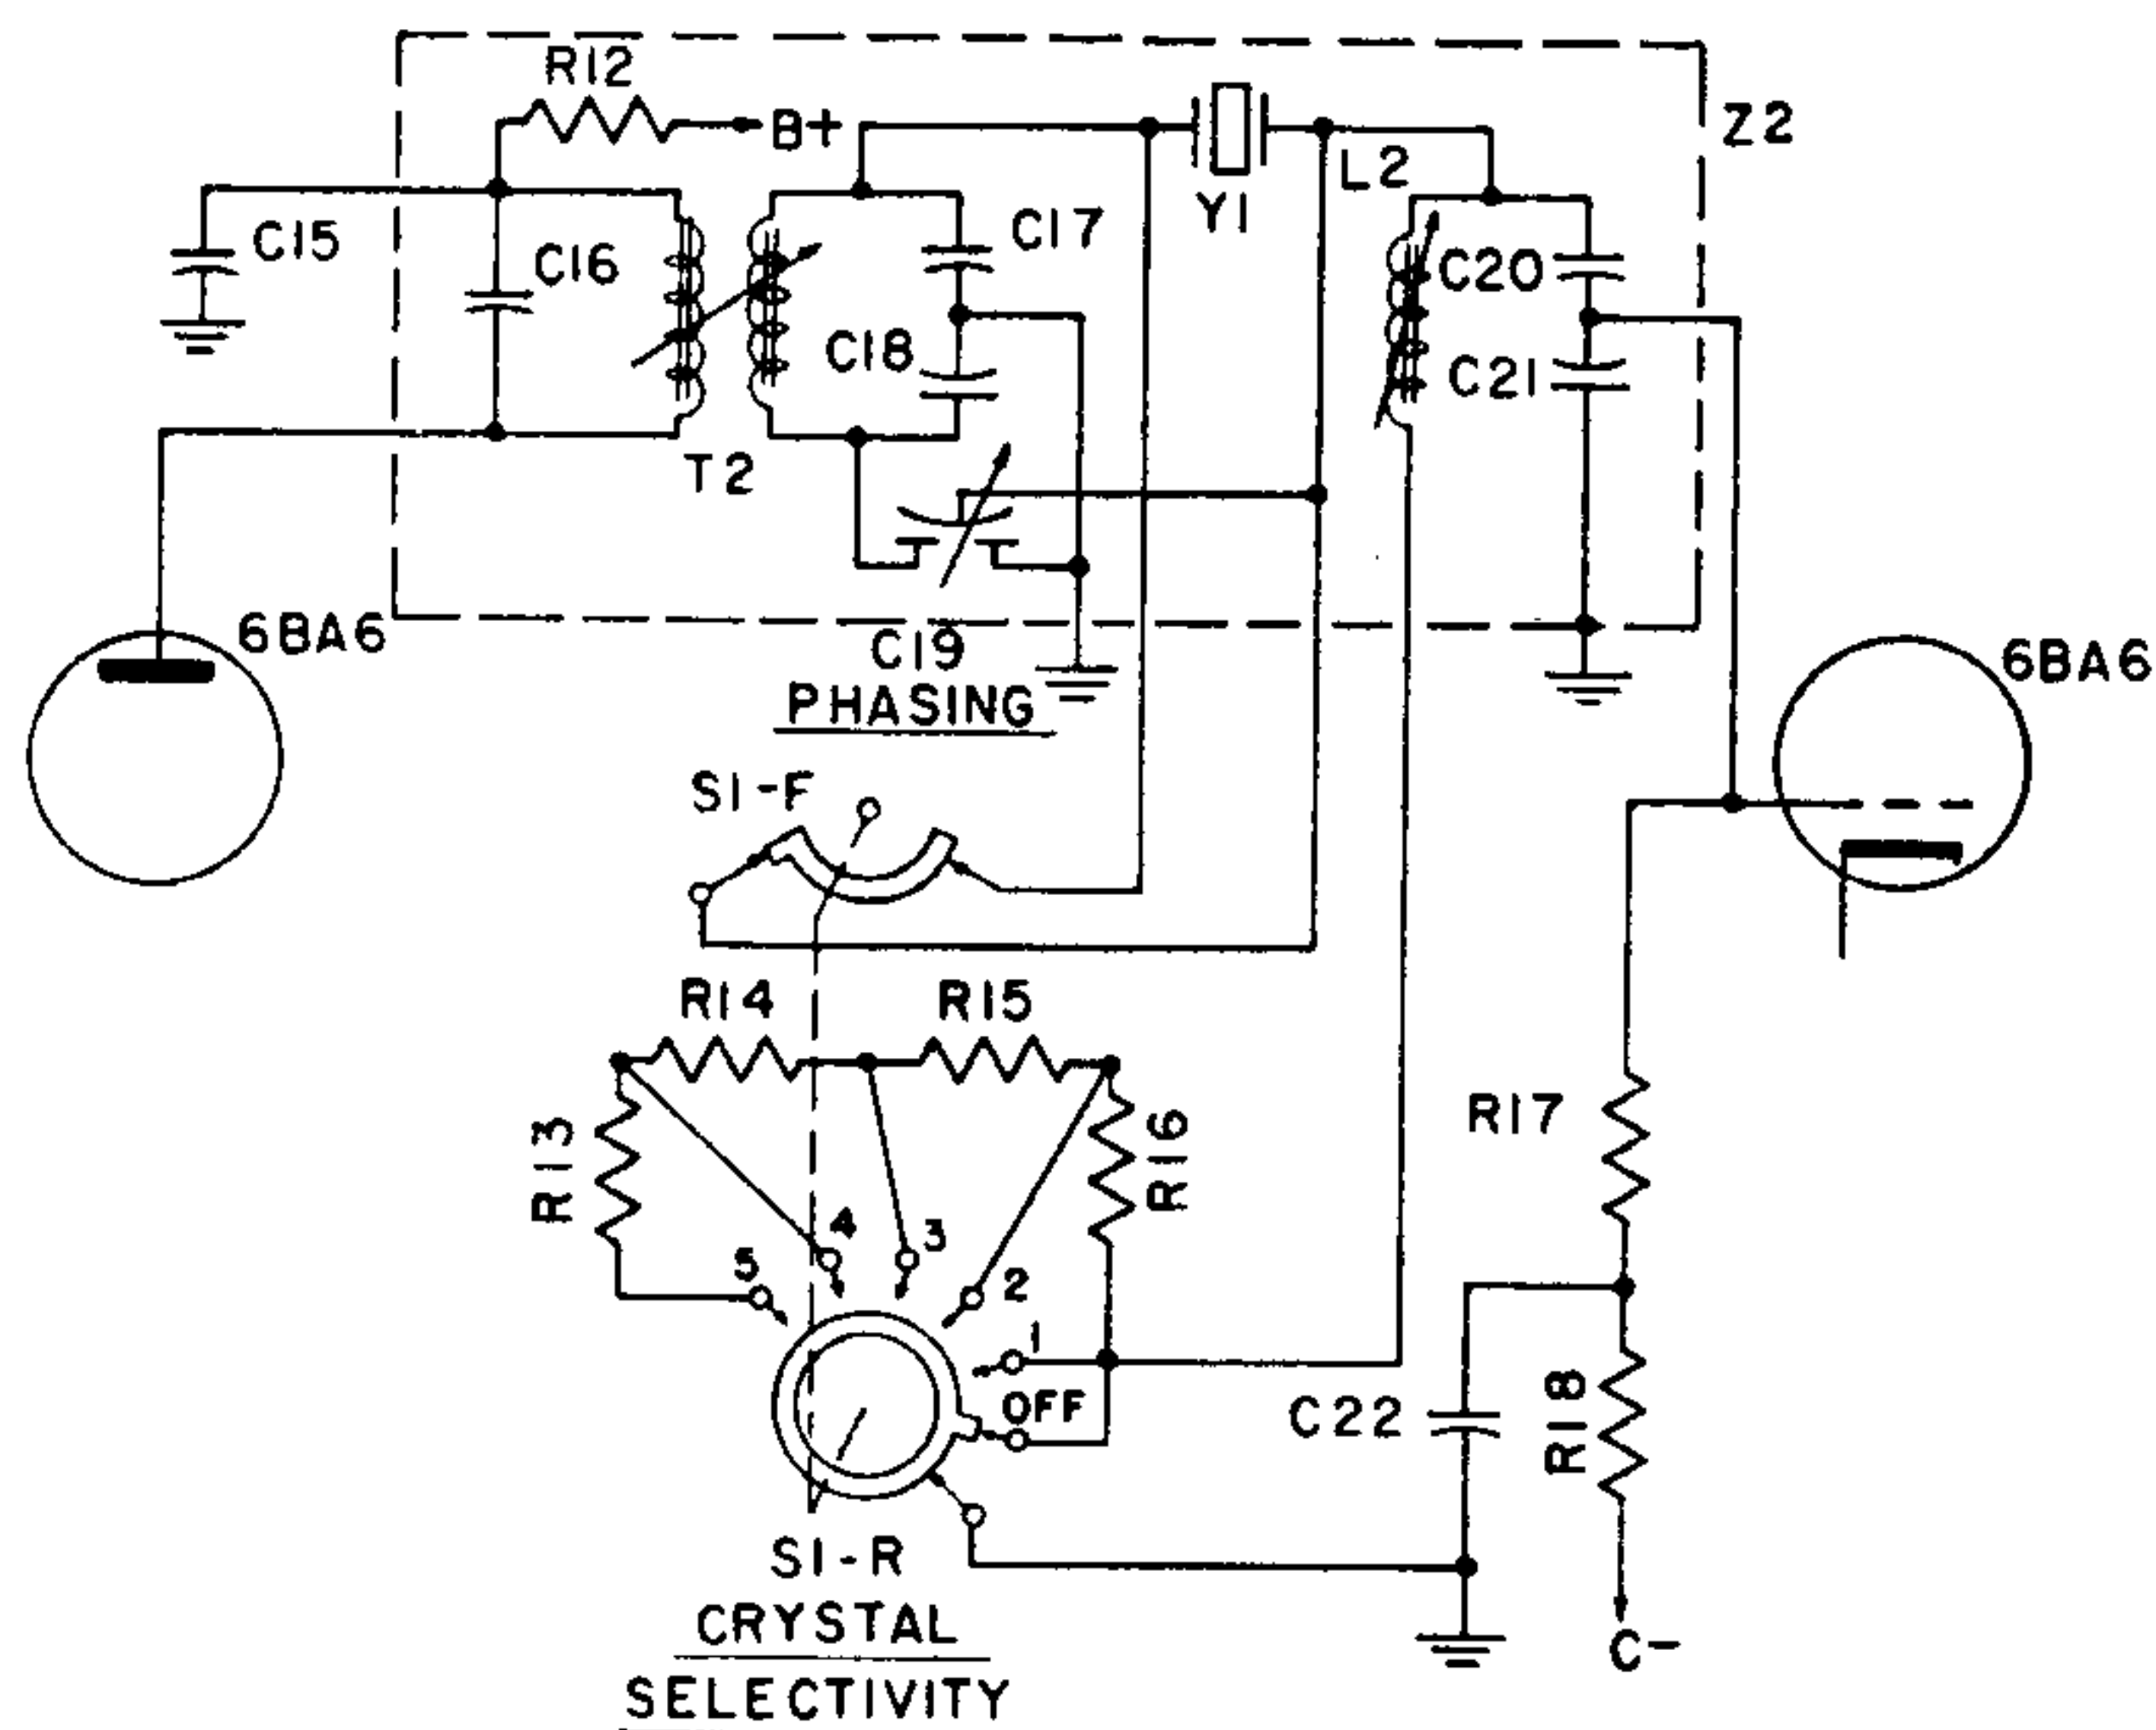 R12
B+
Z2
L2
Y1
C15
C16
C17
C20
C18
C21
T2
6BA6
C19
PHASING
6BA6
S1-F
R14
R15
R13
R16
R17
4
3
5
2
1
OFF
C22
R18
S1-R
CRYSTAL
SELECTIVITY
C-